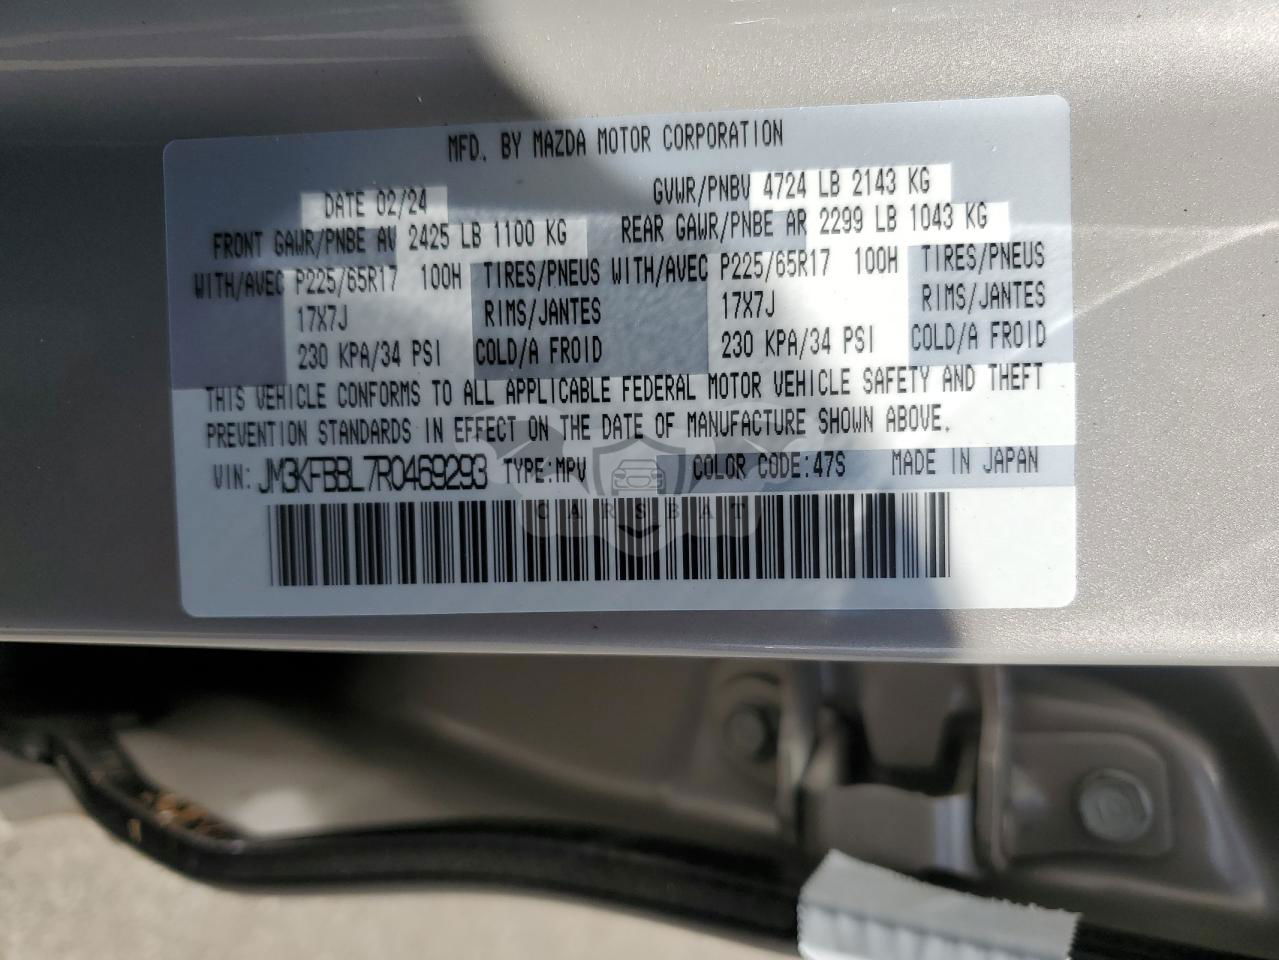 MFD. BY MAZDA MOTOR CORPORATION
DATE 02/24 GVWR/PNBV 4724 LB 2143 KG
FRONT GAWR/PNBE AV 2425 LB 1100 KG REAR GAWR/PNBE AR 2299 LB 1043 KG
WITH/AVEC P225/65R17 100H TIRES/PNEUS WITH/AVEC P225/65R17 100H TIRES/PNEUS
17X7J RIMS/JANTES 17X7J RIMS/JANTES
230 KPA/34 PSI COLD/A FROID 230 KPA/34 PSI COLD/A FROID
THIS VEHICLE CONFORMS TO ALL APPLICABLE FEDERAL MOTOR VEHICLE SAFETY AND THEFT
PREVENTION STANDARDS IN EFFECT ON THE DATE OF MANUFACTURE SHOWN ABOVE.
VIN: JM3KFBBL7R0469293 TYPE:MPV COLOR CODE:47S MADE IN JAPAN
CARSBAT